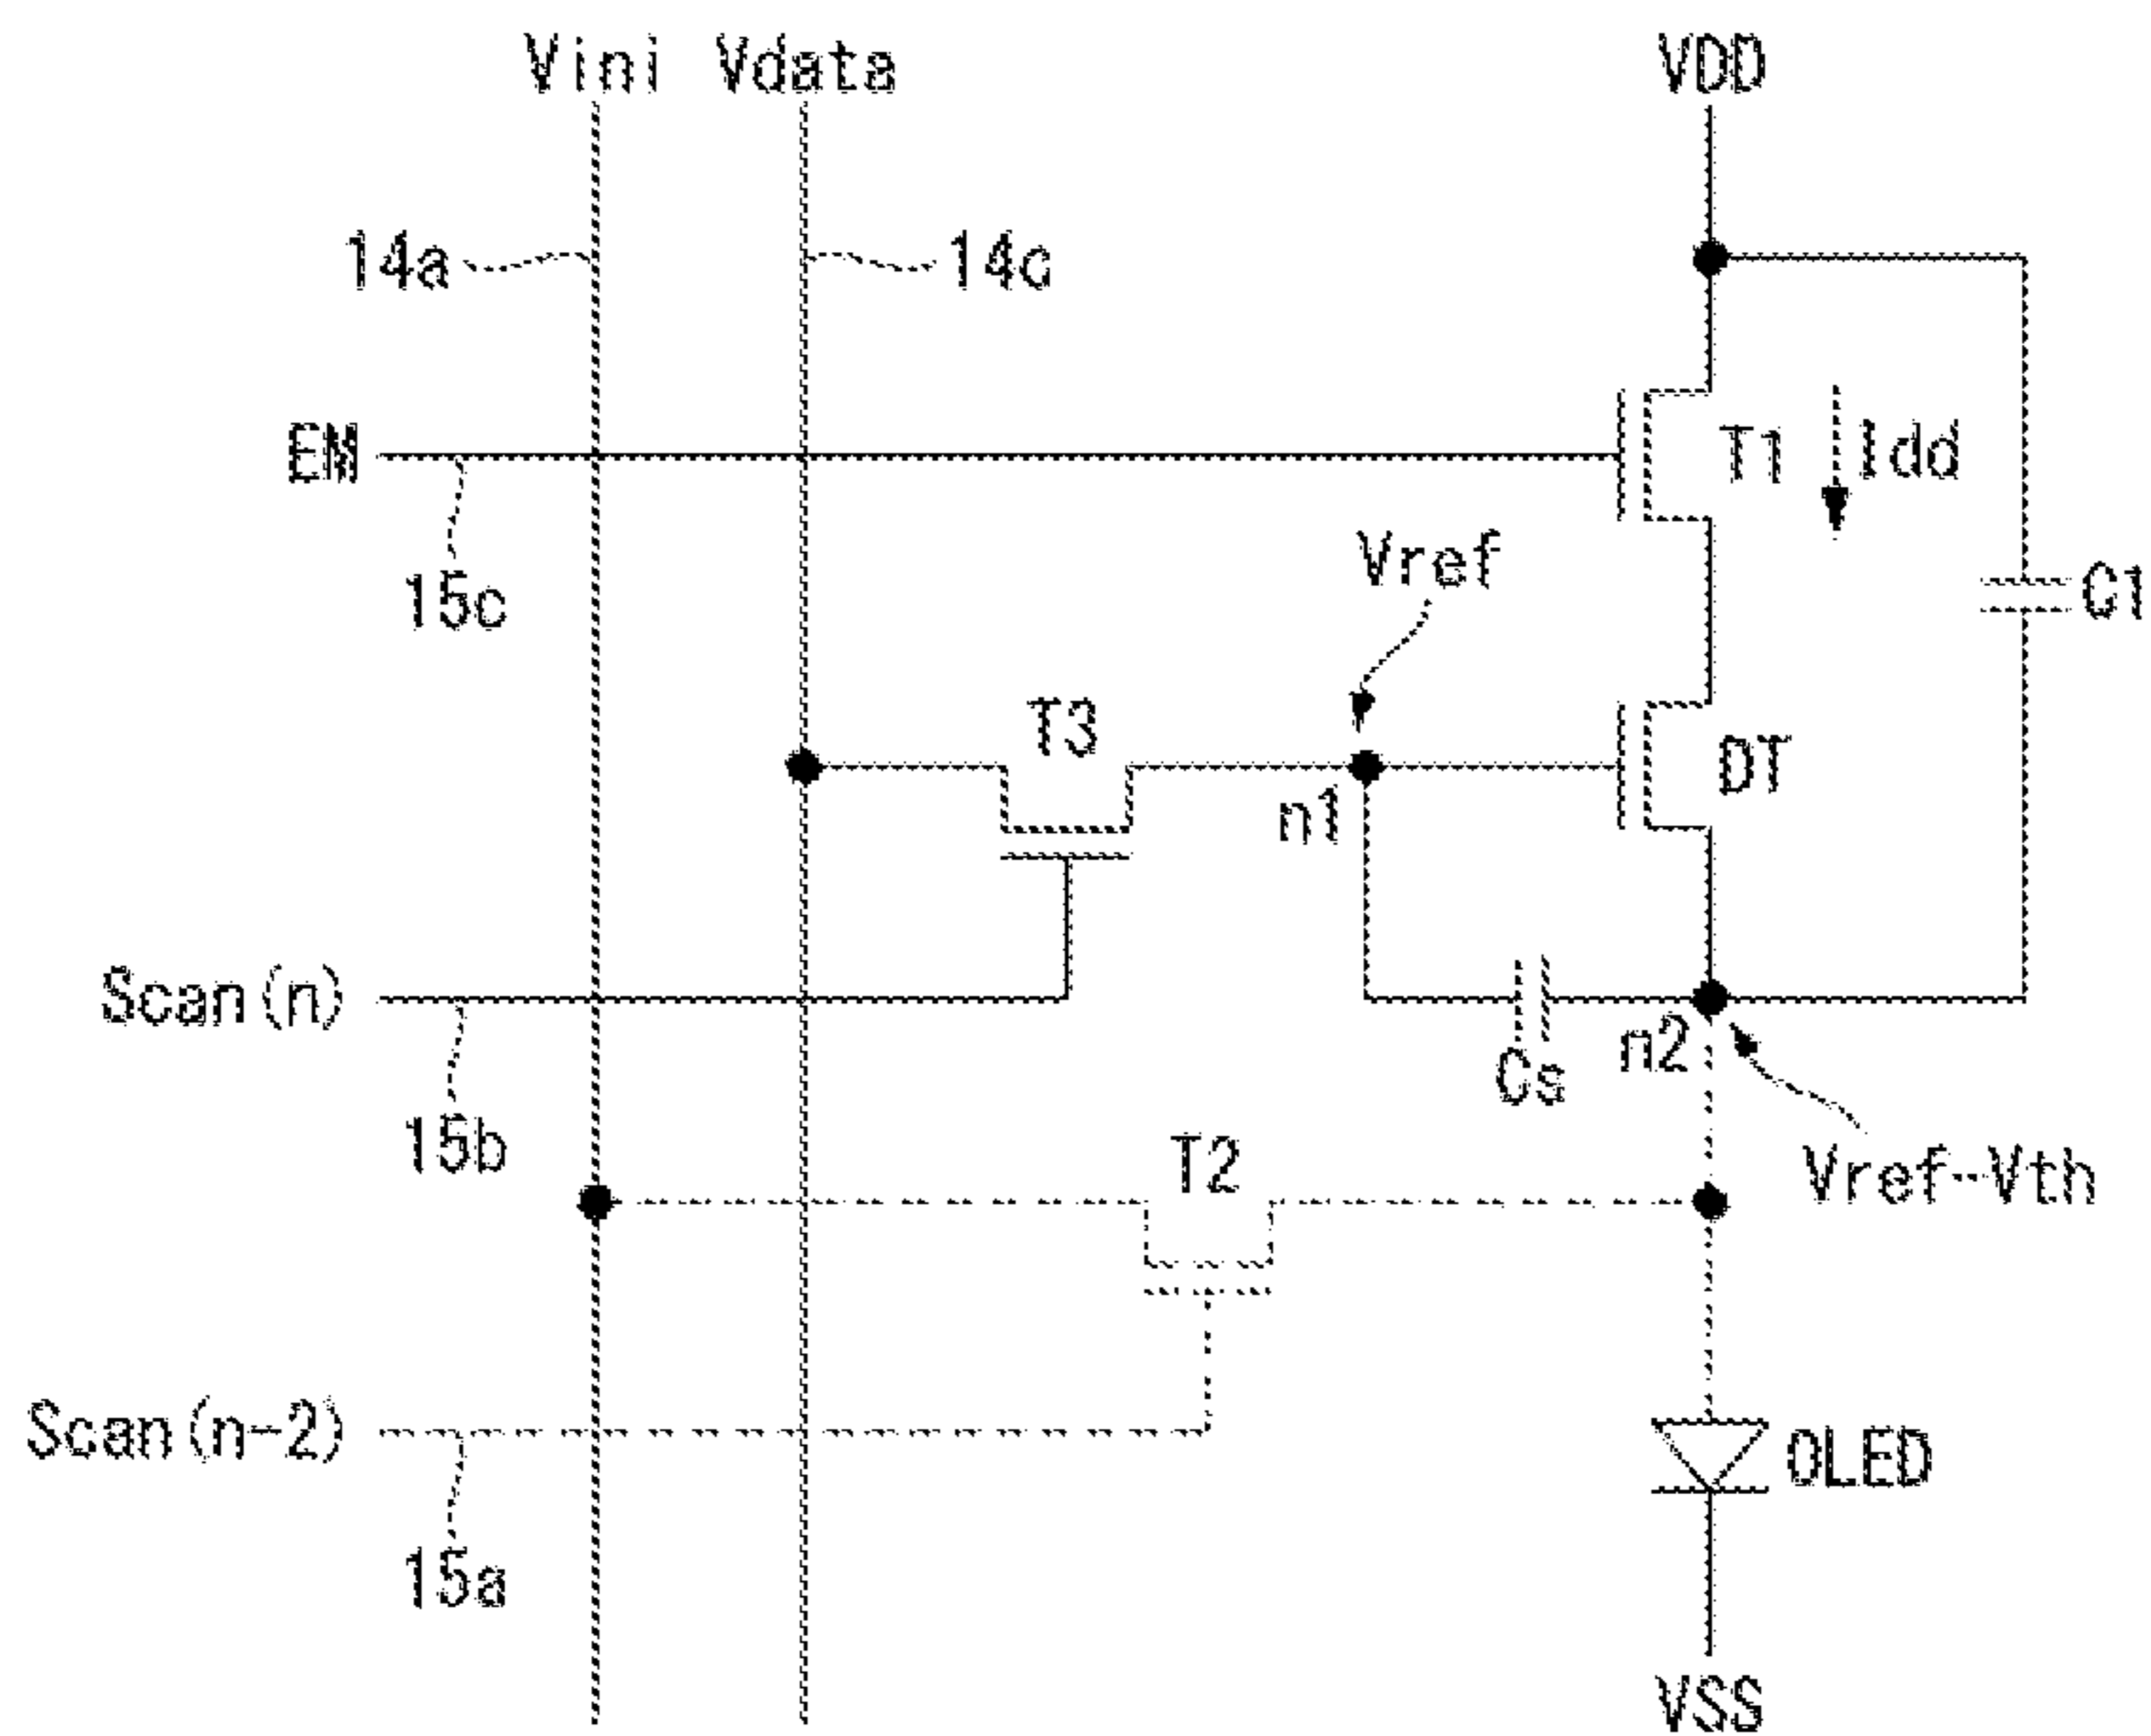 Vini Vdata VDD
14a 14c
EM T1 Idd
Vref
15c C1
T3
DT
n1
Scan(n)
n2
Cs
15b
T2
Vref-Vth
Scan(n-2)
OLED
15a
VSS